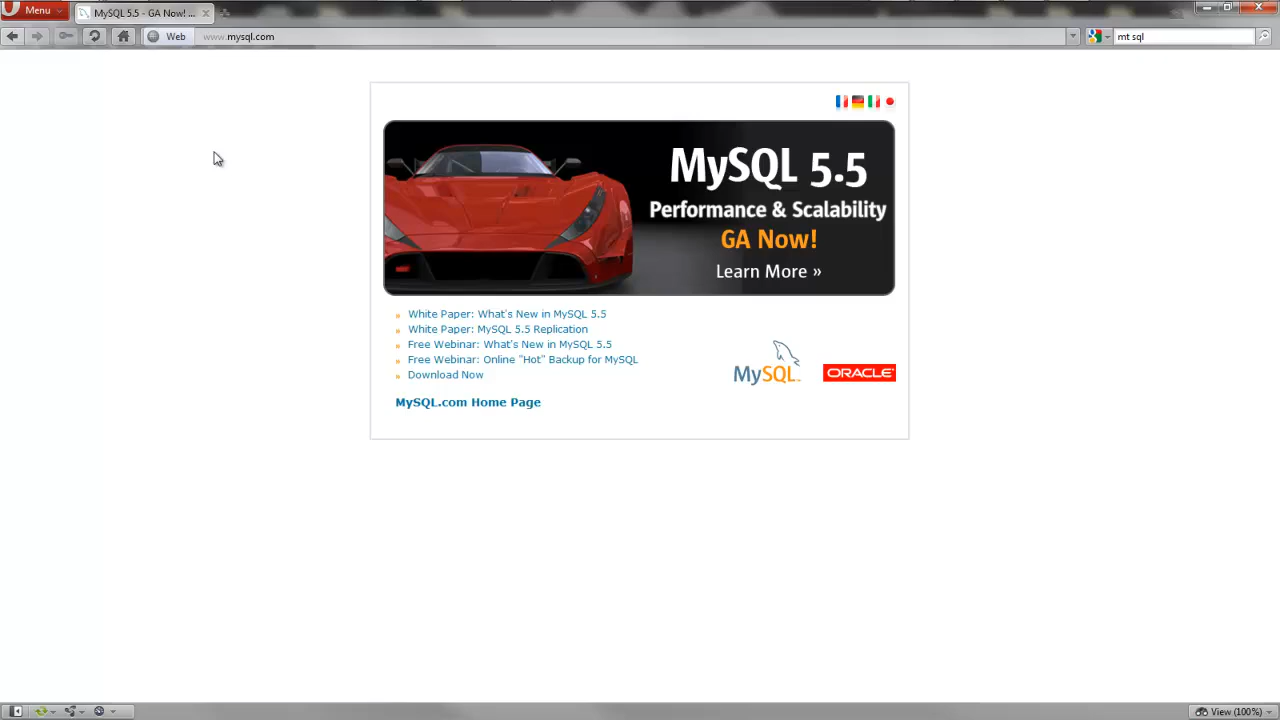 Menu
MySQL 5.5 - GA Now! ...
Web
www.mysql.com
mt sql
MySQL 5.5
Performance & Scalability
GA Now!
Learn More »
» White Paper: What's New in MySQL 5.5
» White Paper: MySQL 5.5 Replication
» Free Webinar: What's New in MySQL 5.5
» Free Webinar: Online "Hot" Backup for MySQL
» Download Now
MySQL™
ORACLE®
MySQL.com Home Page
View (100%)